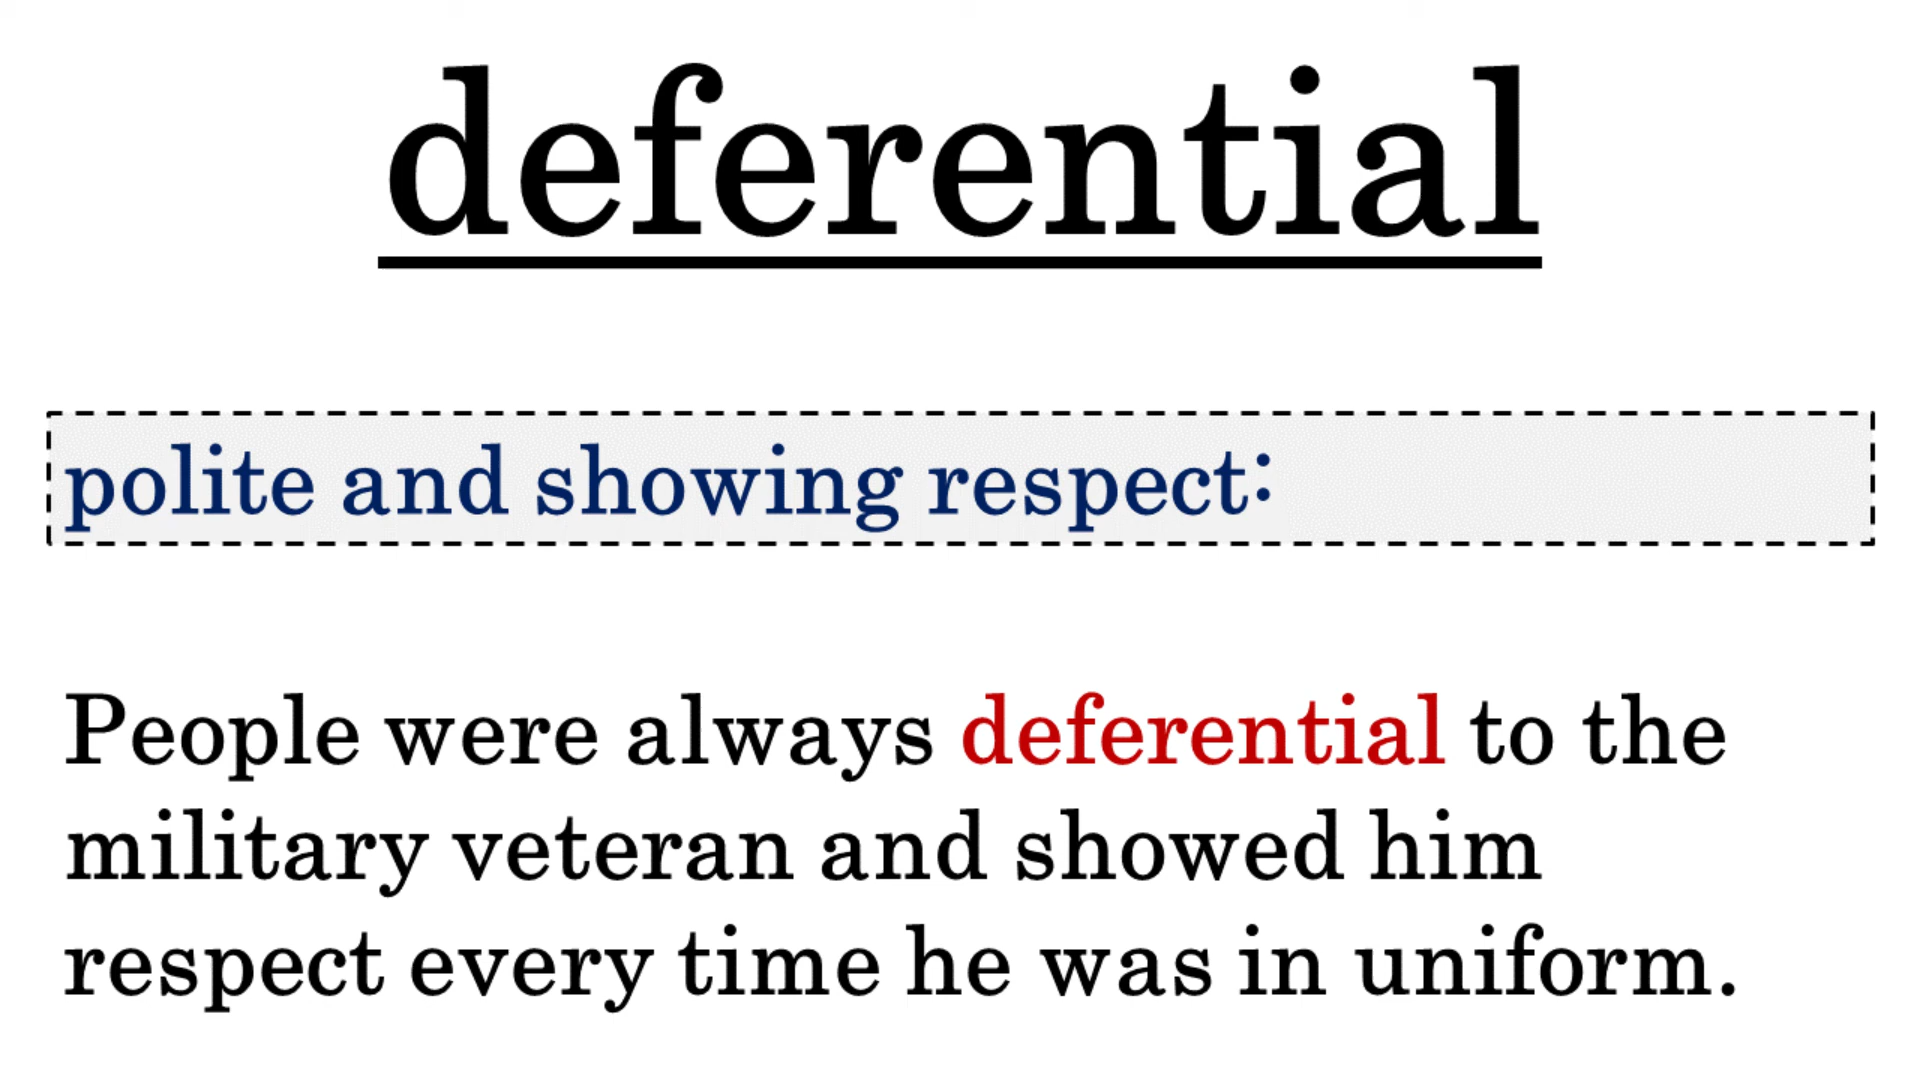 deferential
polite and showing respect:
People were always deferential to the
military veteran and showed him
respect every time he was in uniform.